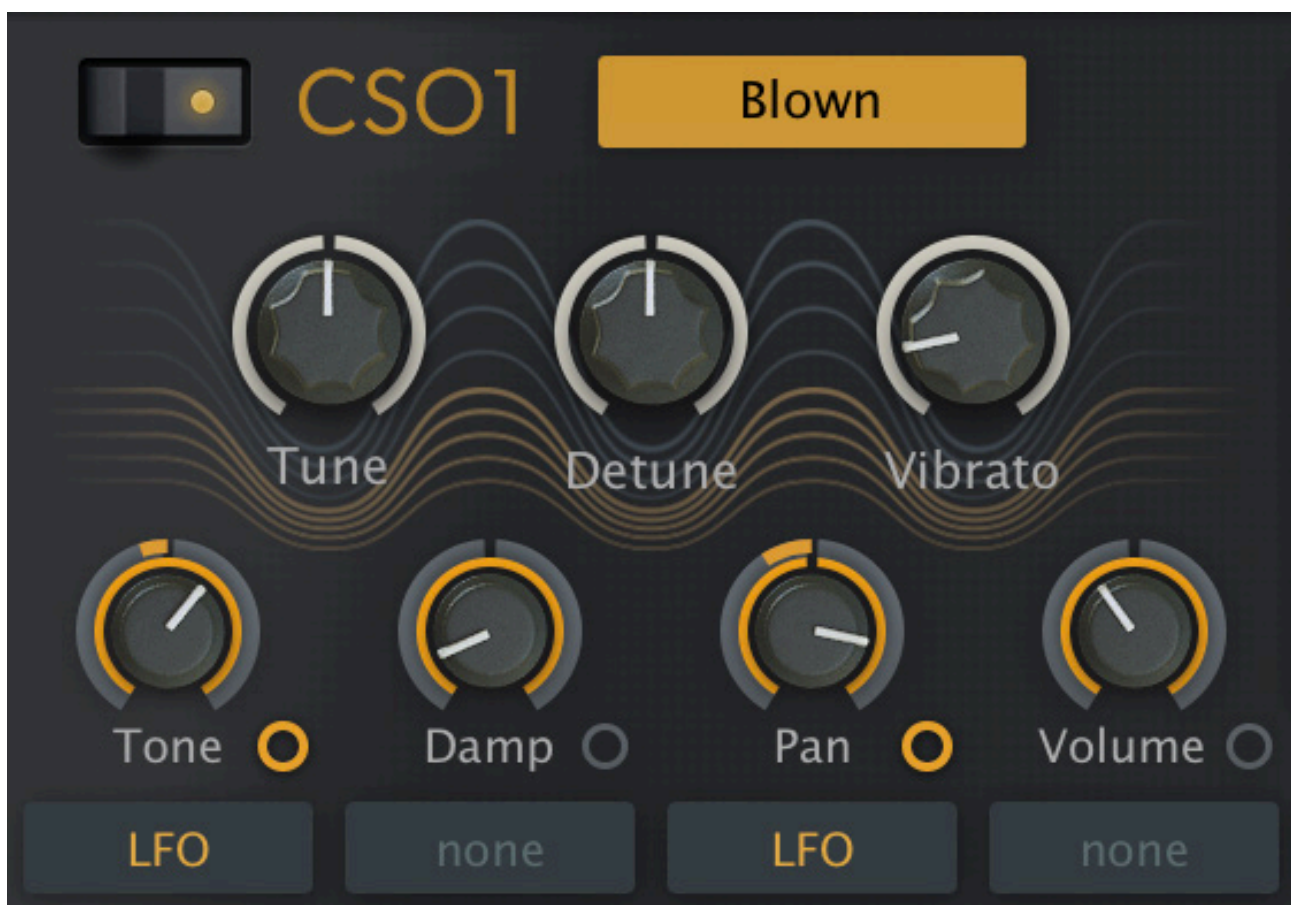 CSO1 Blown
Tune Detune Vibrato
Tone Damp Pan Volume
LFO none LFO none